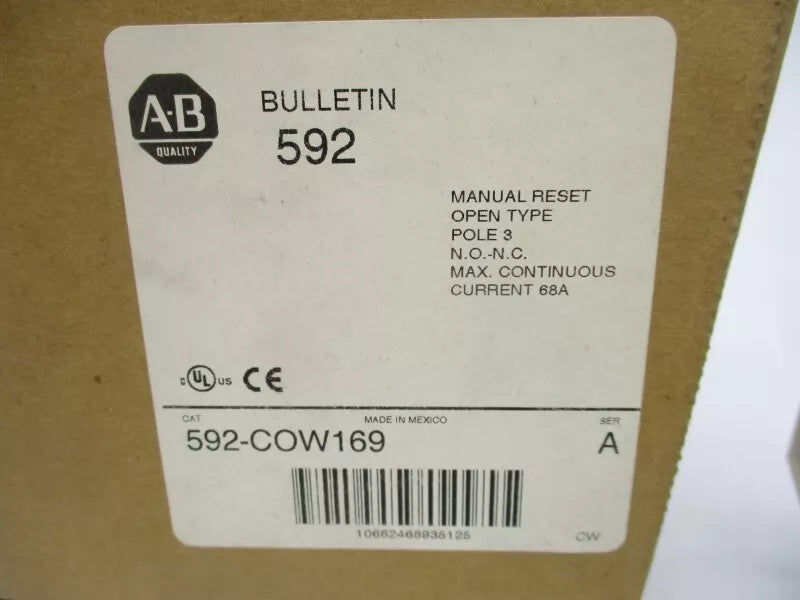 A·B
QUALITY
BULLETIN
592
MANUAL RESET
OPEN TYPE
POLE 3
N.O.-N.C.
MAX. CONTINUOUS
CURRENT 68A
C UL US CE
CAT MADE IN MEXICO SER
592-COW169 A
10662468935125
CW